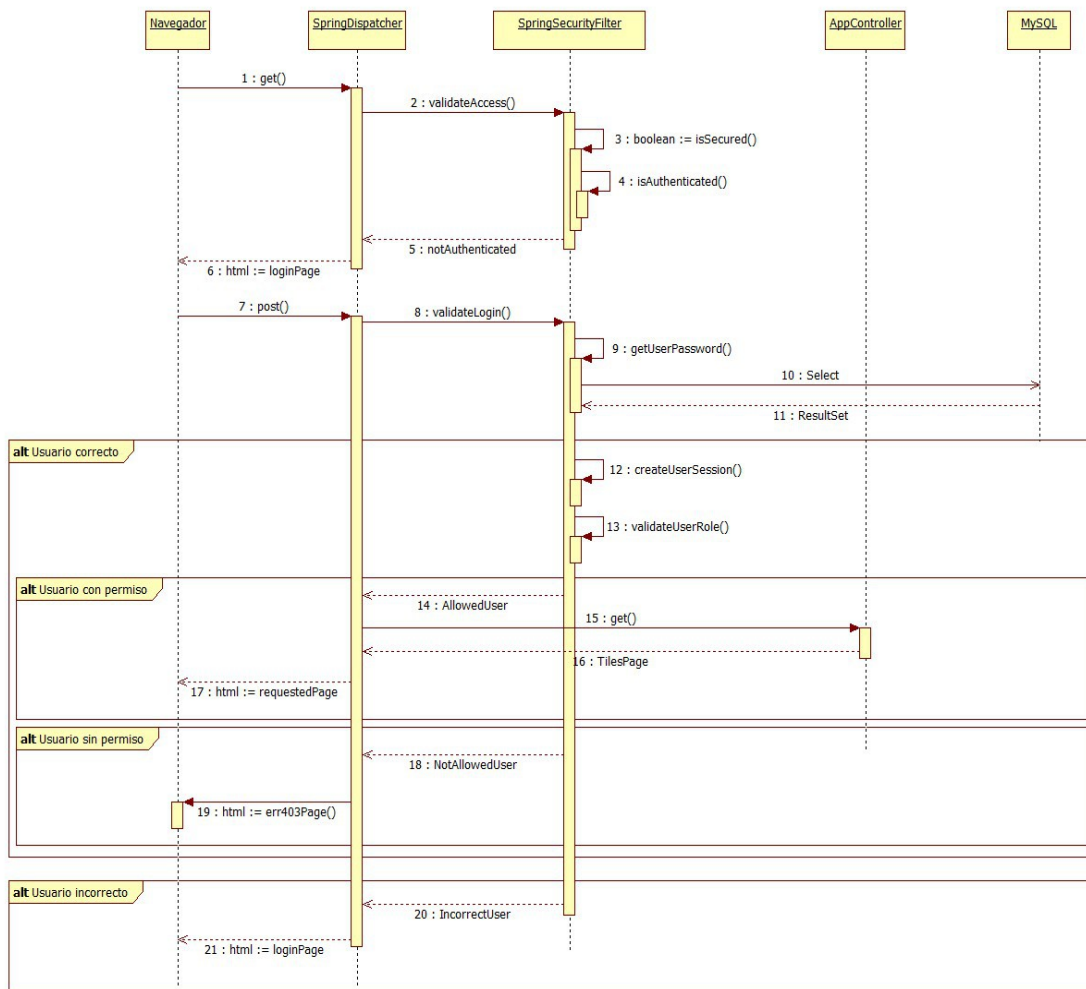 Navegador
SpringDispatcher
SpringSecurityFilter
AppController
MySQL
1 : get()
2 : validateAccess()
3 : boolean := isSecured()
4 : isAuthenticated()
5 : notAuthenticated
6 : html := loginPage
7 : post()
8 : validateLogin()
9 : getUserPassword()
10 : Select
11 : ResultSet
alt Usuario correcto
12 : createUserSession()
13 : validateUserRole()
alt Usuario con permiso
14 : AllowedUser
15 : get()
16 : TilesPage
17 : html := requestedPage
alt Usuario sin permiso
18 : NotAllowedUser
19 : html := err403Page()
alt Usuario incorrecto
20 : IncorrectUser
21 : html := loginPage